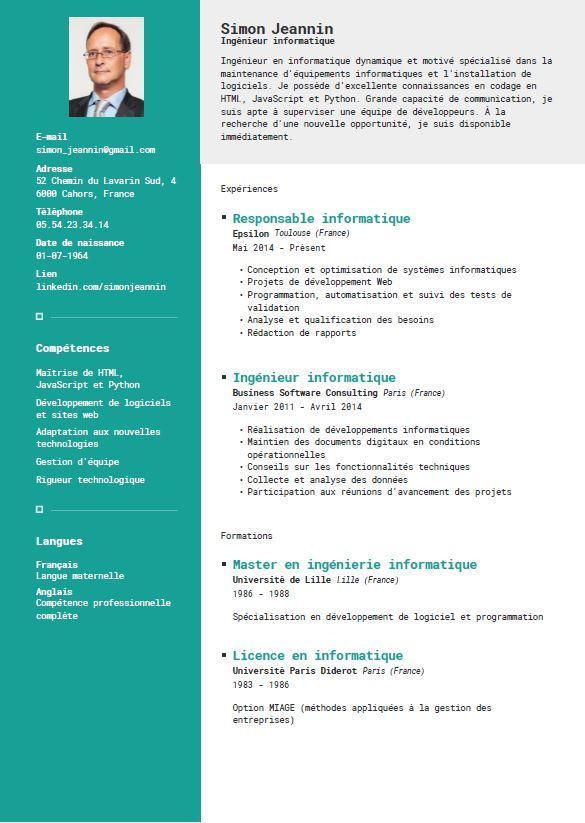 Simon Jeannin
Ingénieur informatique
Ingénieur en informatique dynamique et motivé spécialisé dans la
maintenance d'équipements informatiques et l'installation de
logiciels. Je possède d'excellente connaissances en codage en
HTML, JavaScript et Python. Grande capacité de communication, je
suis apte à superviser une équipe de développeurs. À la
recherche d'une nouvelle opportunité, je suis disponible
immédiatement.
E-mail
simon_jeannin@gmail.com
Adresse
52 Chemin du Lavarin Sud, 4
6000 Cahors, France
Téléphone
05.54.23.34.14
Date de naissance
01-07-1964
Lien
linkedin.com/simonjeannin
Compétences
Maîtrise de HTML,
JavaScript et Python
Développement de logiciels
et sites web
Adaptation aux nouvelles
technologies
Gestion d'équipe
Rigueur technologique
Langues
Français
Langue maternelle
Anglais
Compétence professionnelle
complète
Expériences
Responsable informatique
Epsilon Toulouse (France)
Mai 2014 - Présent
• Conception et optimisation de systèmes informatiques
• Projets de développement Web
• Programmation, automatisation et suivi des tests de
validation
• Analyse et qualification des besoins
• Rédaction de rapports
Ingénieur informatique
Business Software Consulting Paris (France)
Janvier 2011 - Avril 2014
• Réalisation de développements informatiques
• Maintien des documents digitaux en conditions
opérationnelles
• Conseils sur les fonctionnalités techniques
• Collecte et analyse des données
• Participation aux réunions d'avancement des projets
Formations
Master en ingénierie informatique
Université de Lille Lille (France)
1986 - 1988
Spécialisation en développement de logiciel et programmation
Licence en informatique
Université Paris Diderot Paris (France)
1983 - 1986
Option MIAGE (méthodes appliquées à la gestion des
entreprises)